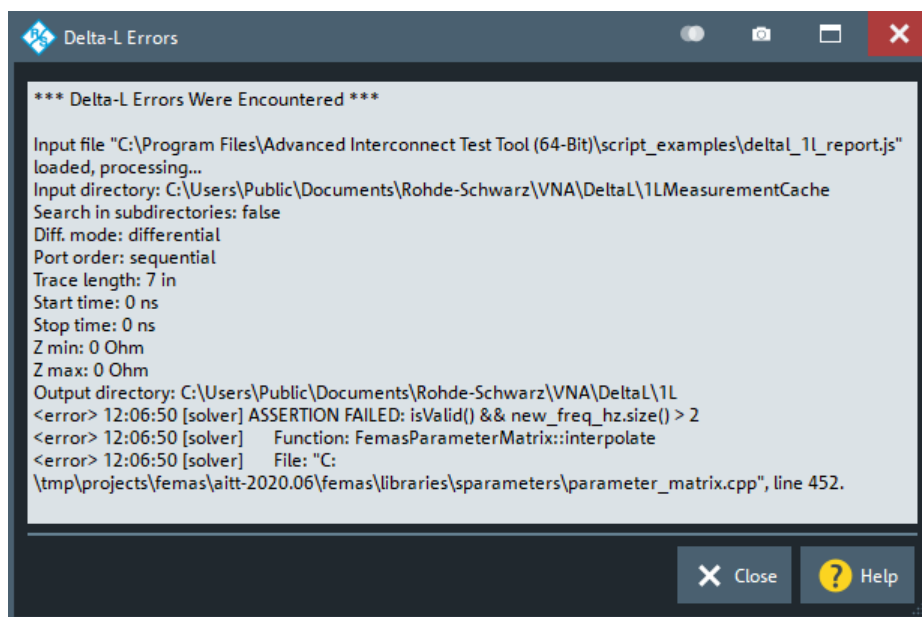 R&S
Delta-L Errors
*** Delta-L Errors Were Encountered ***
Input file "C:\Program Files\Advanced Interconnect Test Tool (64-Bit)\script_examples\deltal_1l_report.js"
loaded, processing...
Input directory: C:\Users\Public\Documents\Rohde-Schwarz\VNA\DeltaL\1LMeasurementCache
Search in subdirectories: false
Diff. mode: differential
Port order: sequential
Trace length: 7 in
Start time: 0 ns
Stop time: 0 ns
Z min: 0 Ohm
Z max: 0 Ohm
Output directory: C:\Users\Public\Documents\Rohde-Schwarz\VNA\DeltaL\1L
<error> 12:06:50 [solver] ASSERTION FAILED: isValid() && new_freq_hz.size() > 2
<error> 12:06:50 [solver]     Function: FemasParameterMatrix::interpolate
<error> 12:06:50 [solver]     File: "C:
\tmp\projects\femas\aitt-2020.06\femas\libraries\sparameters\parameter_matrix.cpp", line 452.
Close
? Help